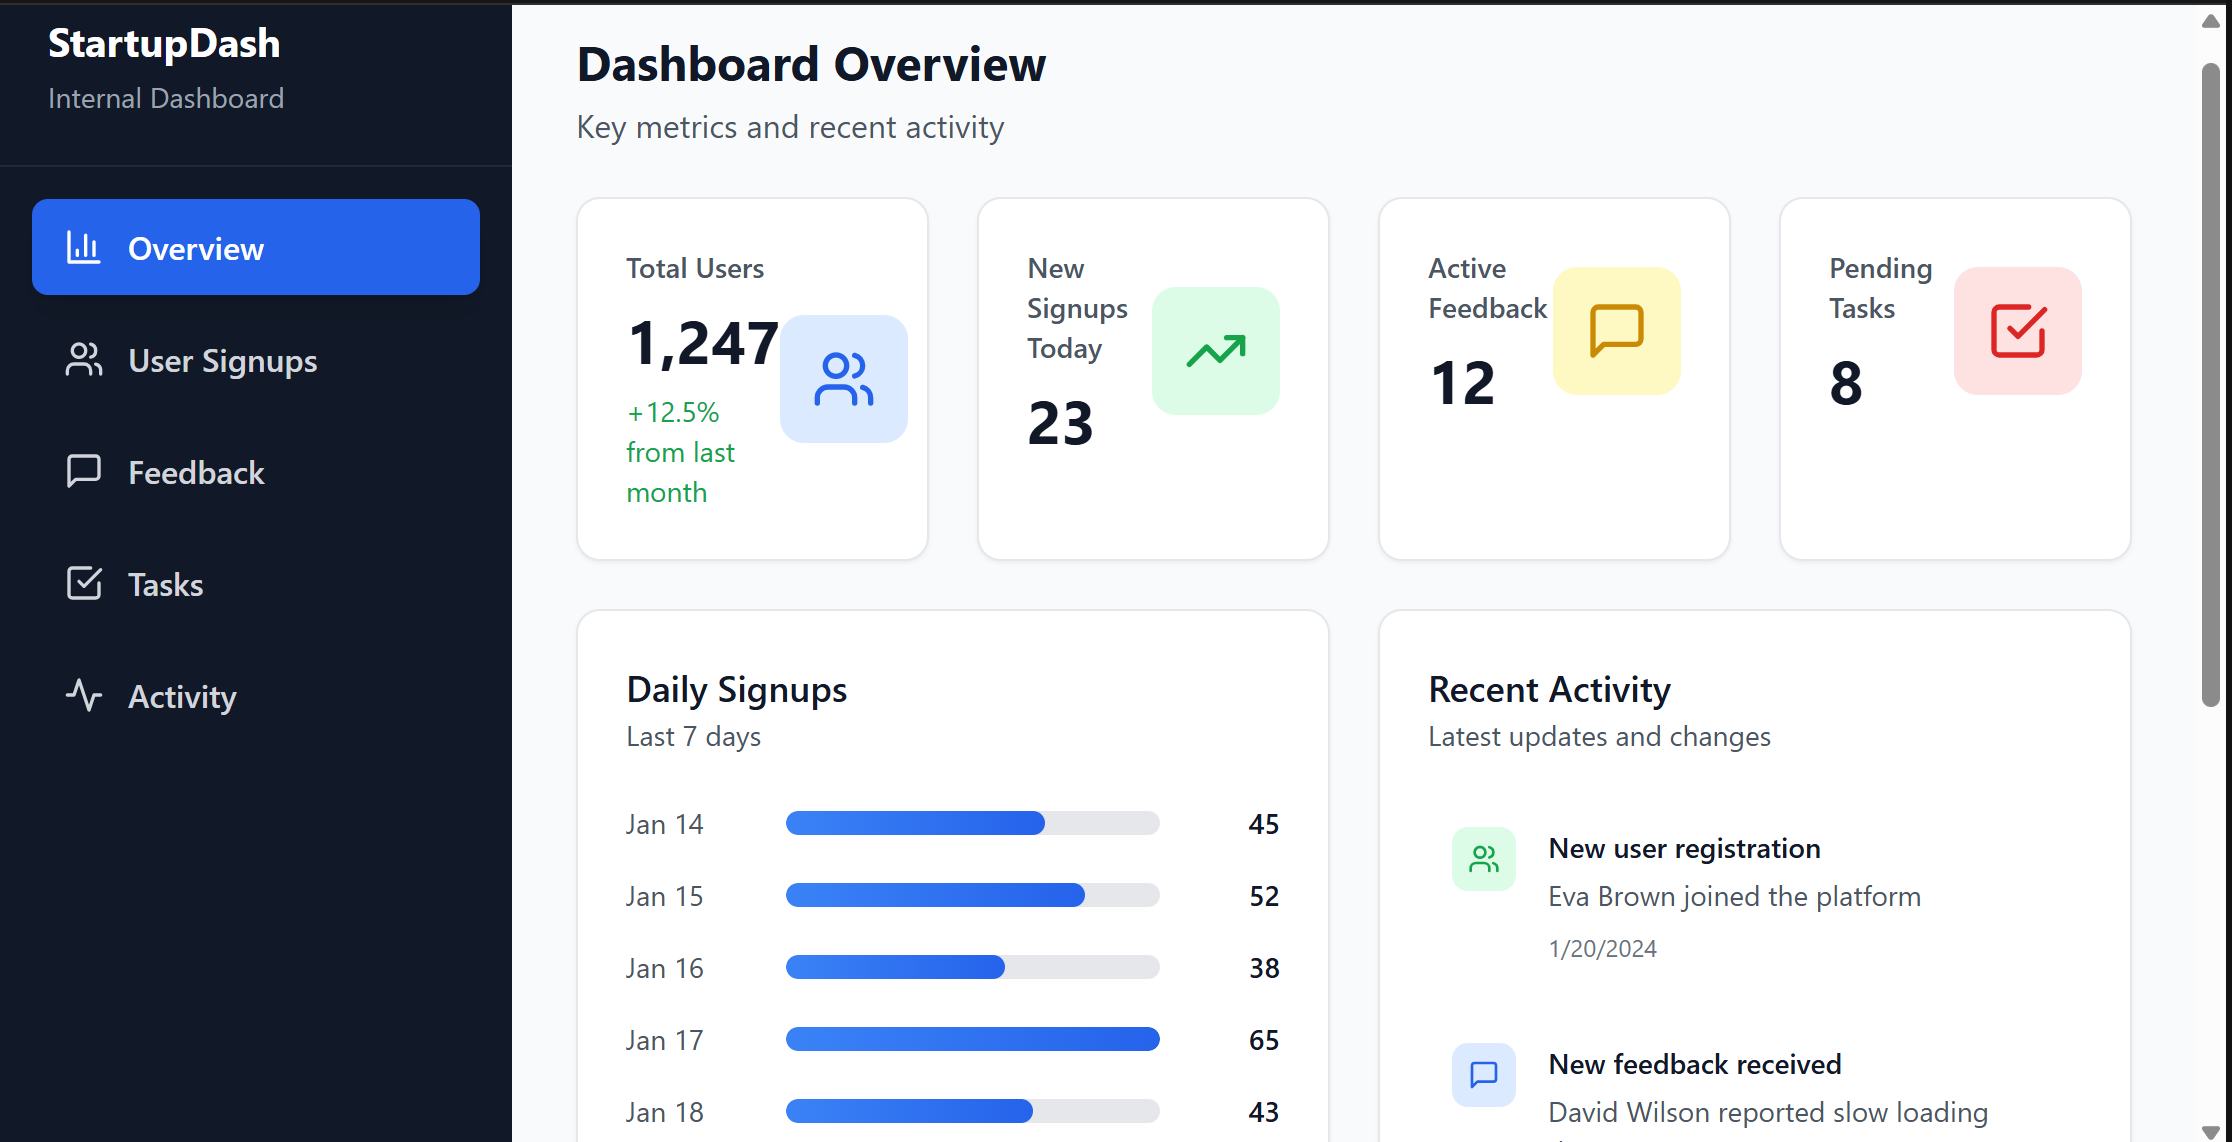 StartupDash
Internal Dashboard
Overview
User Signups
Feedback
Tasks
Activity
Dashboard Overview
Key metrics and recent activity
Total Users
1,247
+12.5%
from last
month
New
Signups
Today
23
Active
Feedback
12
Pending
Tasks
8
Daily Signups
Last 7 days
Jan 14 45
Jan 15 52
Jan 16 38
Jan 17 65
Jan 18 43
Recent Activity
Latest updates and changes
New user registration
Eva Brown joined the platform
1/20/2024
New feedback received
David Wilson reported slow loading